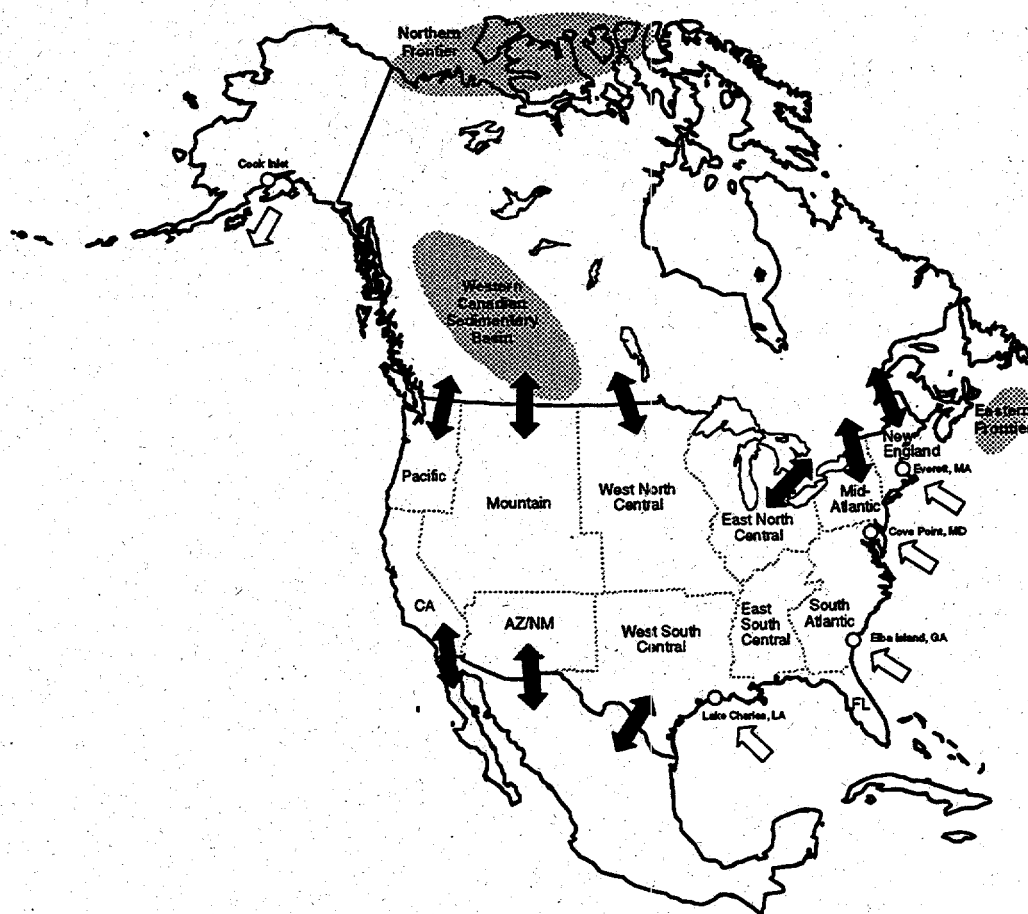 Northern
Frontier
Cook Inlet
Western
Canadian
Sedimentary
Basin
Eastern
Frontier
New
England
Everett, MA
Pacific
Mountain
West North
Central
East North
Central
Mid-
Atlantic
Cove Point, MD
CA
AZ/NM
West South
Central
East
South
Central
South
Atlantic
Elba Island, GA
Lake Charles, LA
FL